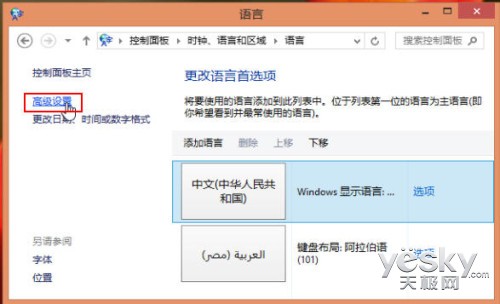 语言
控制面板 ▸ 时钟、语言和区域 ▸ 语言
搜索控制面板
控制面板主页
高级设置
更改日期、时间或数字格式
更改语言首选项
将要使用的语言添加到此列表中。位于列表第一位的语言为主语言(即
你希望看到并最常使用的语言)。
添加语言 删除 上移 下移
中文(中华人民共
和国)
Windows 显示语言: ...
选项
العربية (مصر)
键盘布局: 阿拉伯语
(101)
选项
另请参阅
字体
位置
yesky
天极网